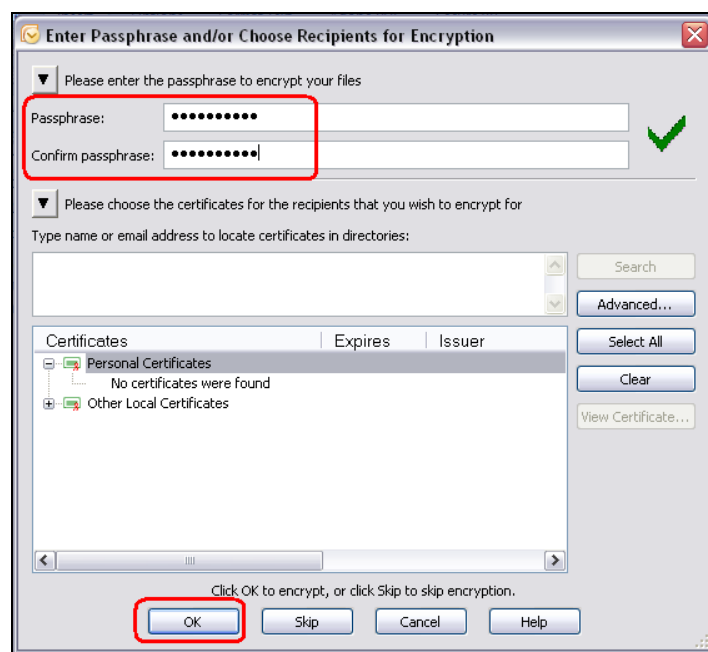 Enter Passphrase and/or Choose Recipients for Encryption
Please enter the passphrase to encrypt your files
Passphrase: ●●●●●●●●●●
Confirm passphrase: ●●●●●●●●●●
Please choose the certificates for the recipients that you wish to encrypt for
Type name or email address to locate certificates in directories:
Search
Advanced...
Certificates Expires Issuer
Select All
Personal Certificates
No certificates were found
Clear
Other Local Certificates
View Certificate...
Click OK to encrypt, or click Skip to skip encryption.
OK Skip Cancel Help